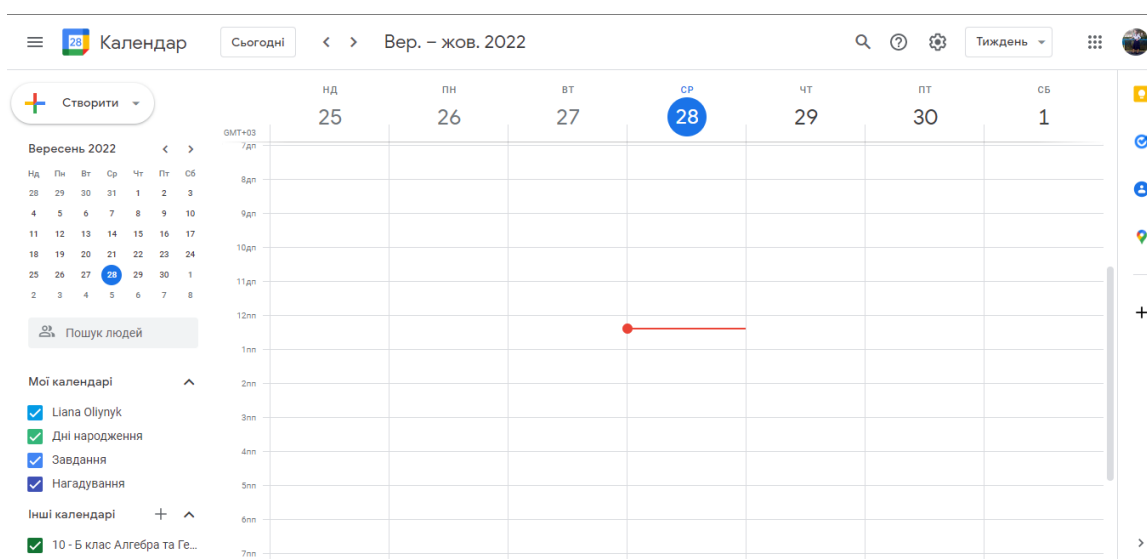 28 Календар Сьогодні Вер. – жов. 2022 Тиждень
Створити
НД ПН ВТ СР ЧТ ПТ СБ
25 26 27 28 29 30 1
GMT+03
Вересень 2022
Нд Пн Вт Ср Чт Пт Сб
28 29 30 31 1 2 3
4 5 6 7 8 9 10
11 12 13 14 15 16 17
18 19 20 21 22 23 24
25 26 27 28 29 30 1
2 3 4 5 6 7 8
Пошук людей
Мої календарі
Liana Oliynyk
Дні народження
Завдання
Нагадування
Інші календарі
10 - Б клас Алгебра та Ге...
7дп
8дп
9дп
10дп
11дп
12пп
1пп
2пп
3пп
4пп
5пп
6пп
7пп